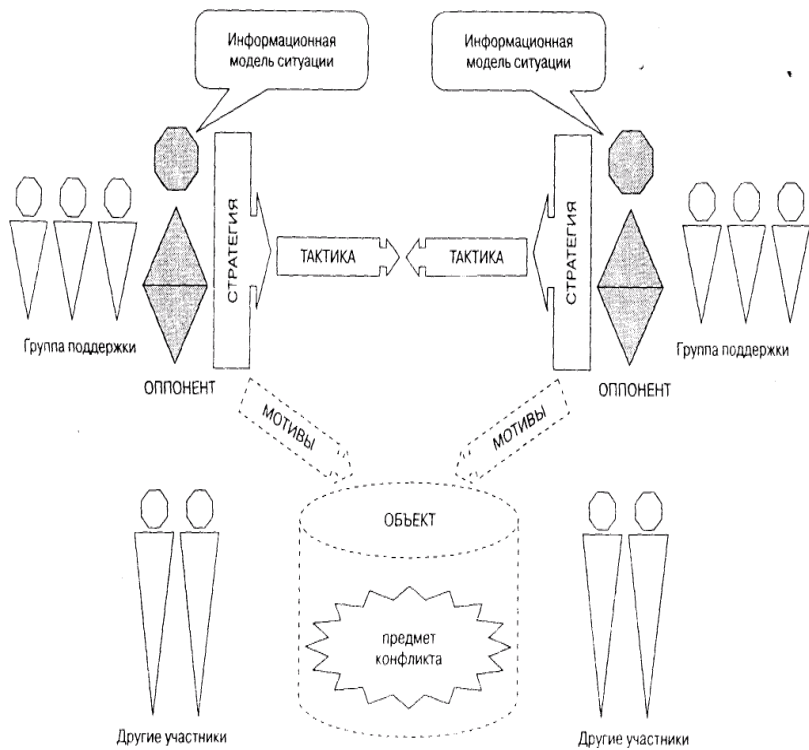 Информационная
модель ситуации
Информационная
модель ситуации
СТРАТЕГИЯ
ТАКТИКА
ТАКТИКА
СТРАТЕГИЯ
Группа поддержки
Группа поддержки
ОППОНЕНТ
ОППОНЕНТ
МОТИВЫ
МОТИВЫ
ОБЪЕКТ
предмет
конфликта
Другие участники
Другие участники